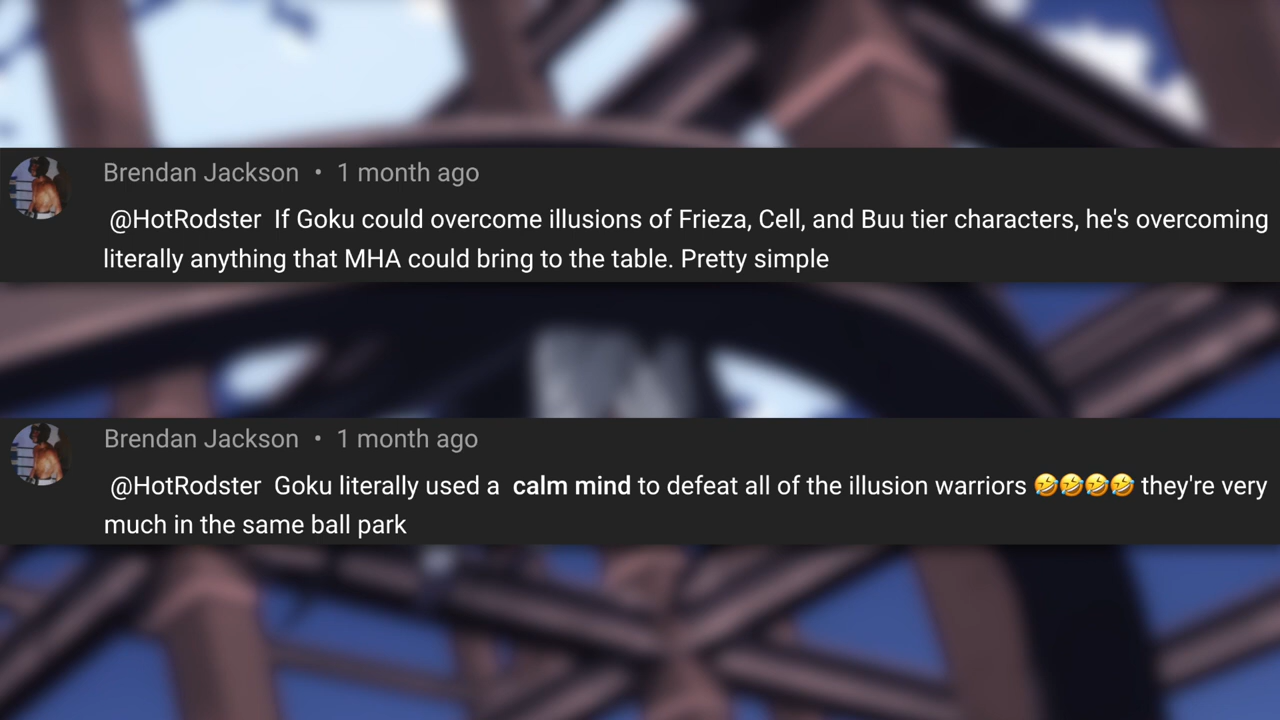 Brendan Jackson • 1 month ago
@HotRodster If Goku could overcome illusions of Frieza, Cell, and Buu tier characters, he's overcoming
literally anything that MHA could bring to the table. Pretty simple
Brendan Jackson • 1 month ago
@HotRodster Goku literally used a calm mind to defeat all of the illusion warriors 🤣🤣🤣🤣 they're very
much in the same ball park